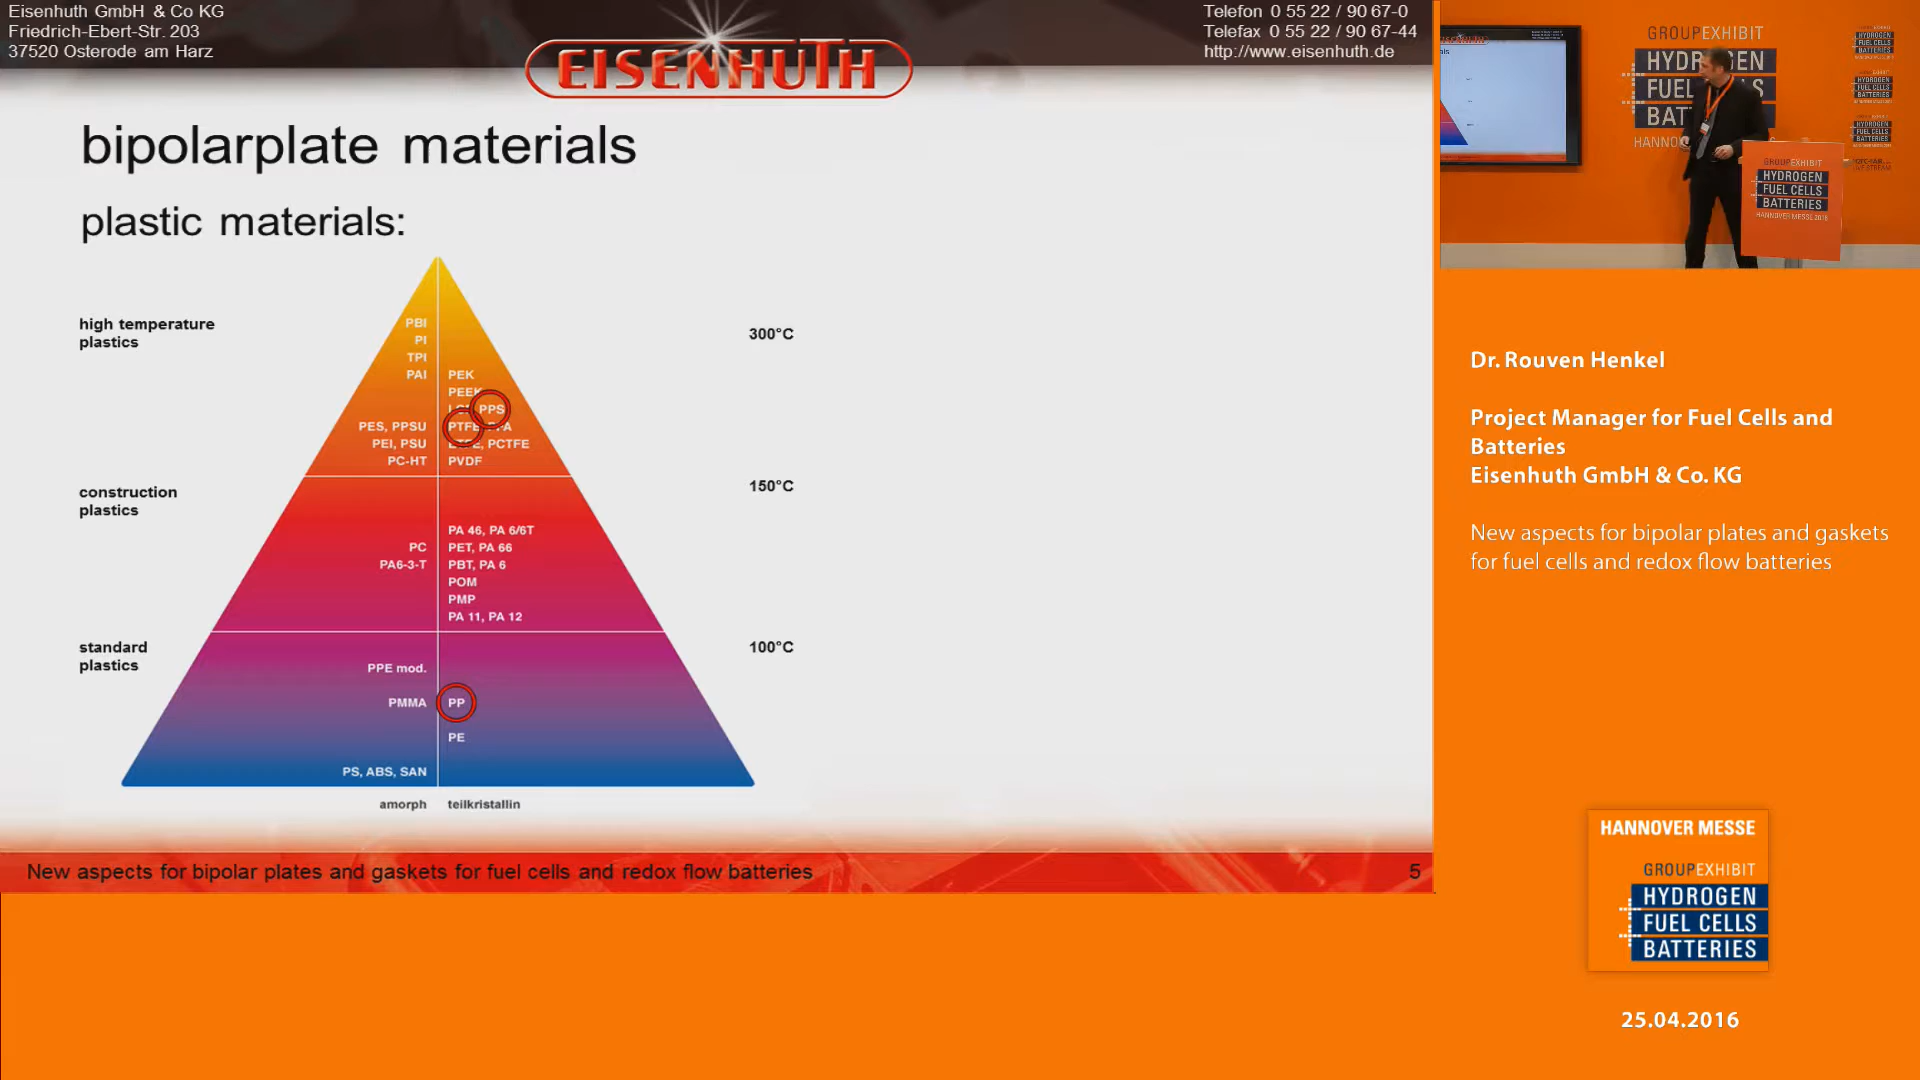 Eisenhuth GmbH & Co KG
Friedrich-Ebert-Str. 203
37520 Osterode am Harz
EISENHUTH
Telefon 0 55 22 / 90 67-0
Telefax 0 55 22 / 90 67-44
http://www.eisenhuth.de
bipolarplate materials
plastic materials:
high temperature
plastics
construction
plastics
standard
plastics
PBI
PI
TPI
PAI
PES, PPSU
PEI, PSU
PC-HT
PEK
PEEK
PPS
PTFE
PCTFE
PVDF
PC
PA6-3-T
PA 46, PA 6/6T
PET, PA 66
PBT, PA 6
POM
PMP
PA 11, PA 12
PPE mod.
PMMA
PS, ABS, SAN
PP
PE
amorph
teilkristallin
300°C
150°C
100°C
New aspects for bipolar plates and gaskets for fuel cells and redox flow batteries
5
GROUPEXHIBIT
HYDROGEN
FUEL CELLS
BATTERIES
HANNOVER MESSE 2016
Dr. Rouven Henkel
Project Manager for Fuel Cells and
Batteries
Eisenhuth GmbH & Co. KG
New aspects for bipolar plates and gaskets
for fuel cells and redox flow batteries
HANNOVER MESSE
GROUPEXHIBIT
HYDROGEN
FUEL CELLS
BATTERIES
25.04.2016